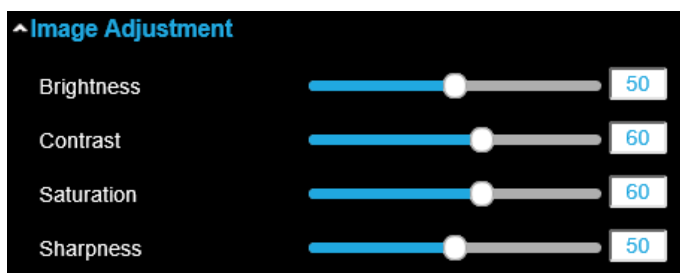 Image Adjustment
Brightness 50
Contrast 60
Saturation 60
Sharpness 50